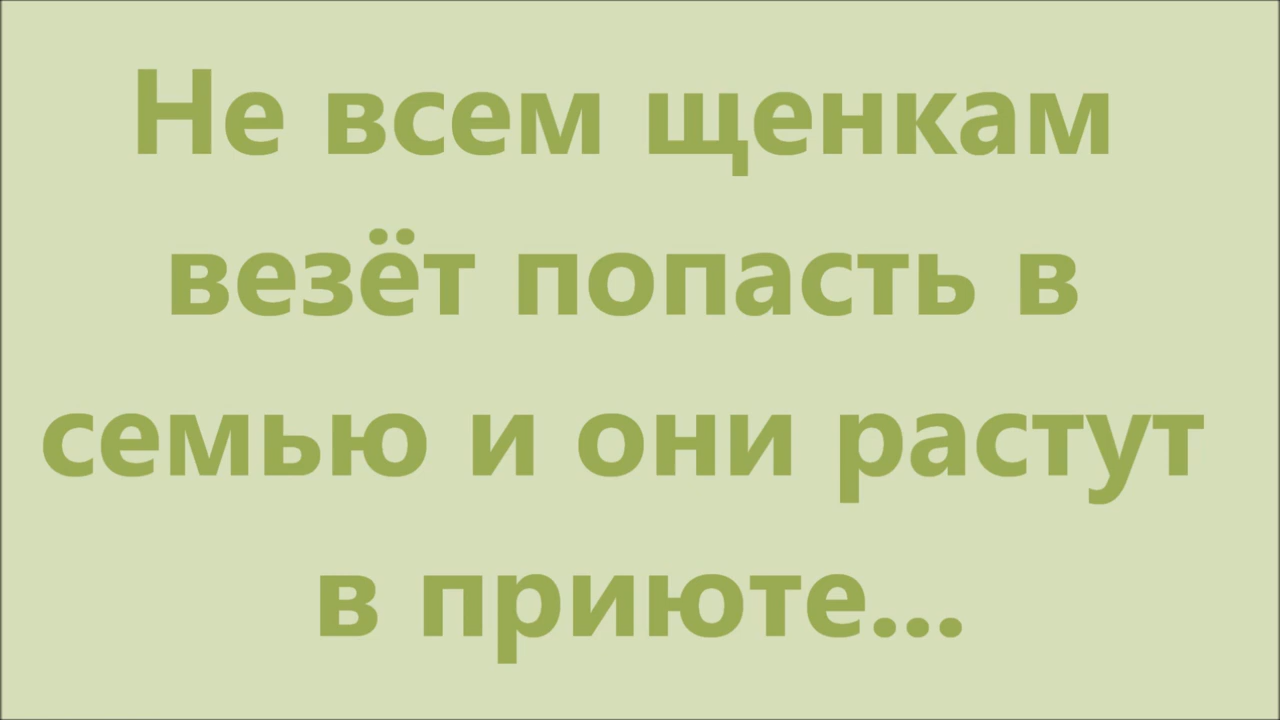 Не всем щенкам
везёт попасть в
семью и они растут
в приюте...